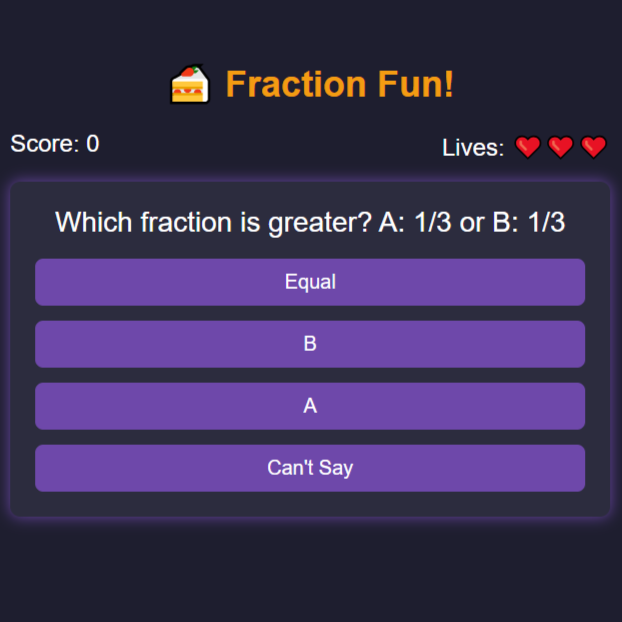 Fraction Fun!
Score: 0
Lives:
Which fraction is greater? A: 1/3 or B: 1/3
Equal
B
A
Can't Say